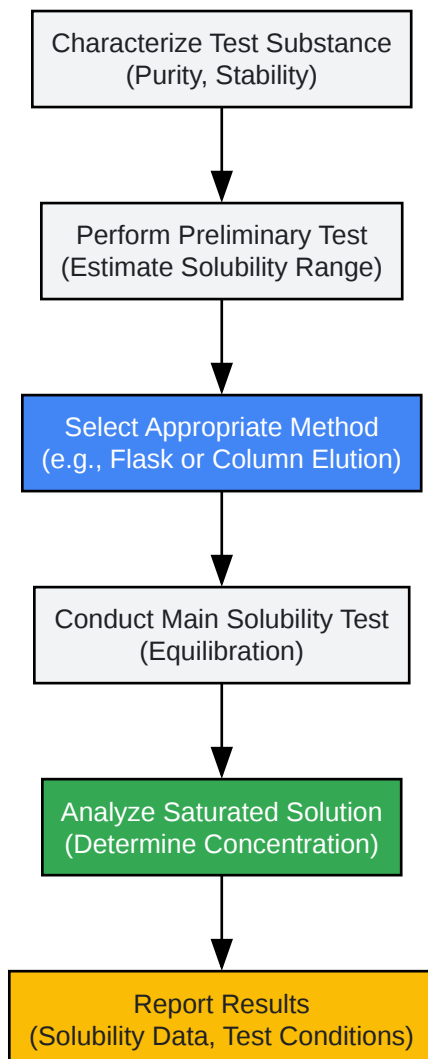 Characterize Test Substance
(Purity, Stability)
Perform Preliminary Test
(Estimate Solubility Range)
Select Appropriate Method
(e.g., Flask or Column Elution)
Conduct Main Solubility Test
(Equilibration)
Analyze Saturated Solution
(Determine Concentration)
Report Results
(Solubility Data, Test Conditions)